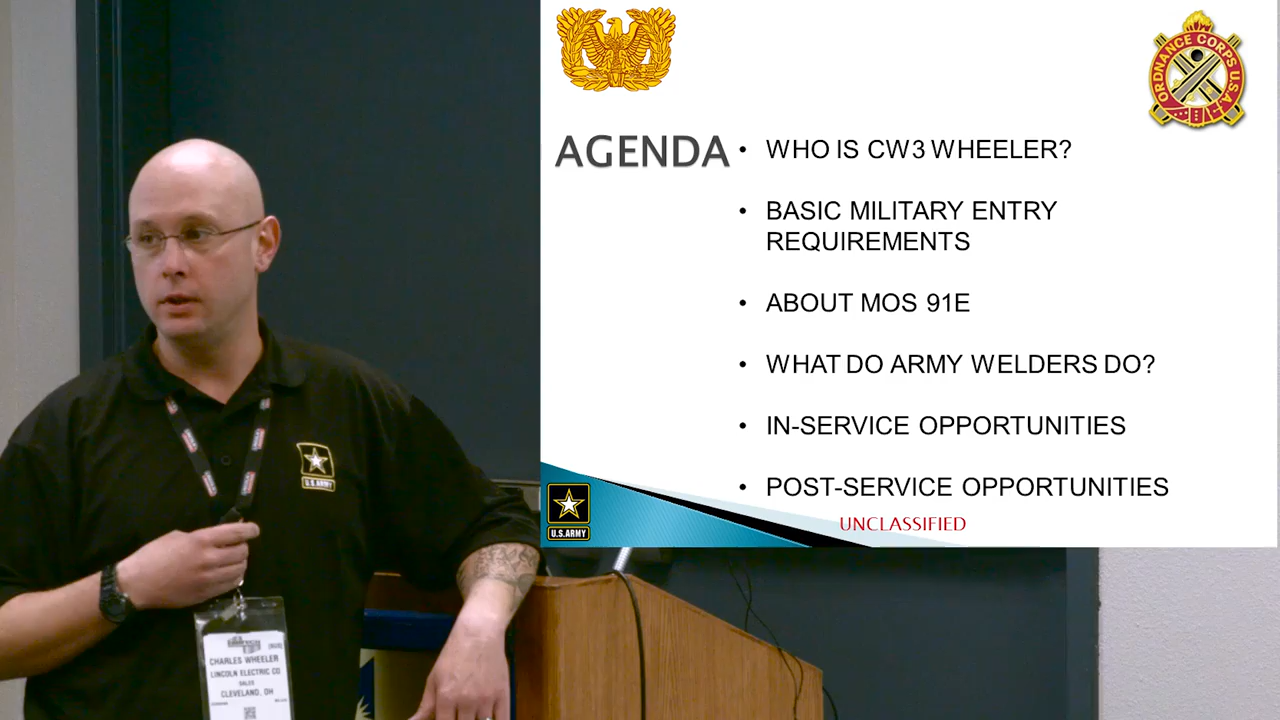 ORDNANCE CORPS U.S.A.
AGENDA
• WHO IS CW3 WHEELER?
• BASIC MILITARY ENTRY
REQUIREMENTS
• ABOUT MOS 91E
• WHAT DO ARMY WELDERS DO?
• IN-SERVICE OPPORTUNITIES
• POST-SERVICE OPPORTUNITIES
UNCLASSIFIED
U.S.ARMY
U.S.ARMY
CHARLES WHEELER
LINCOLN ELECTRIC CO
SALES
CLEVELAND, OH